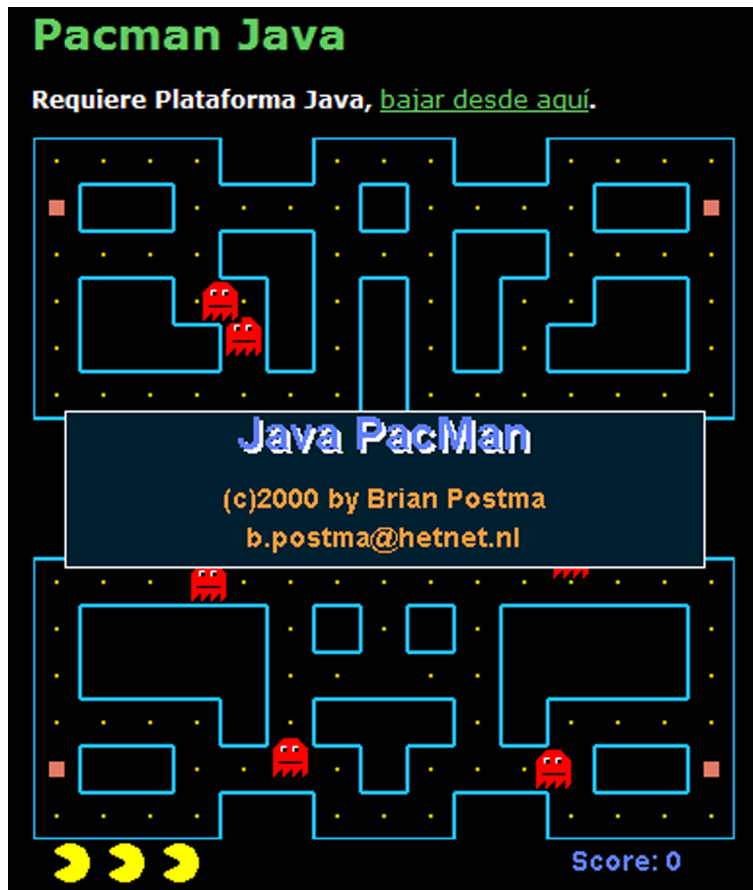 Pacman Java
Requiere Plataforma Java, bajar desde aquí.
Java PacMan
(c)2000 by Brian Postma
b.postma@hetnet.nl
Score: 0